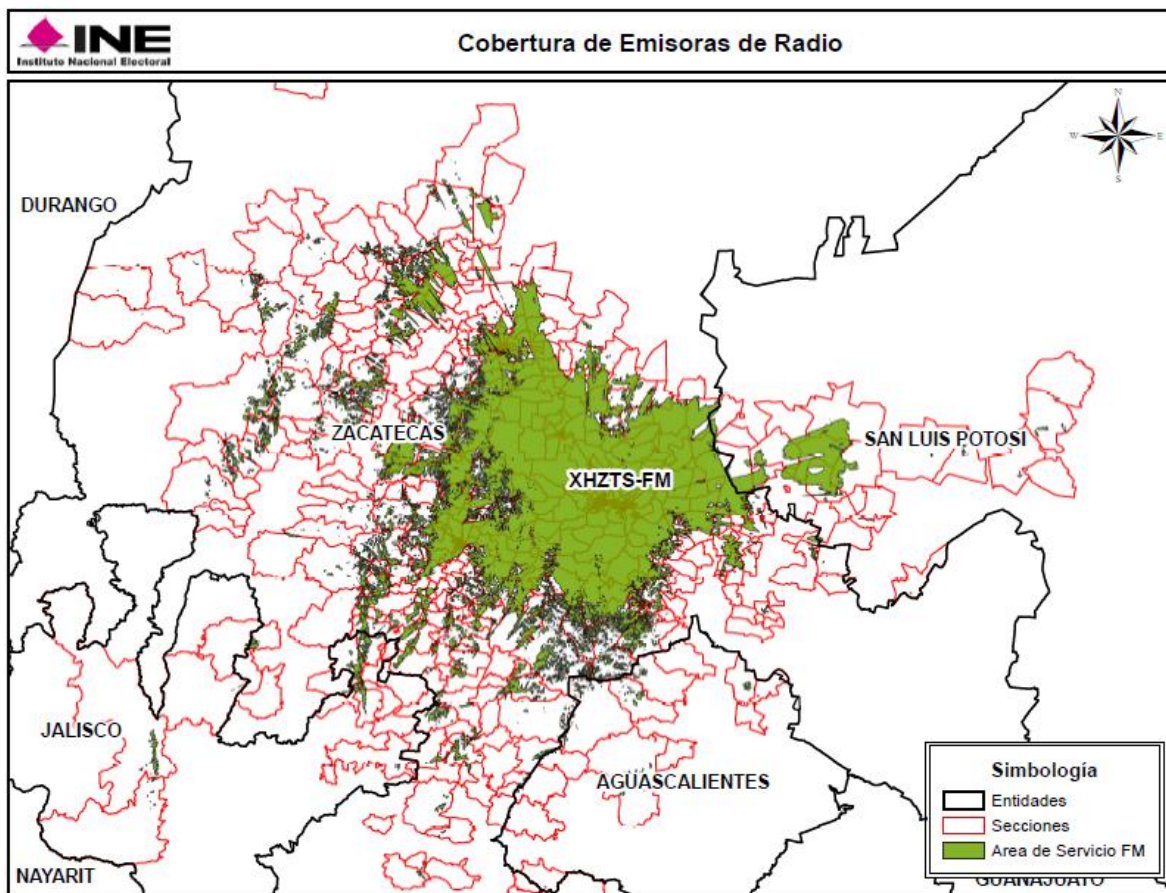 INE
Instituto Nacional Electoral
Cobertura de Emisoras de Radio
N
W E
S
DURANGO
ZACATECAS
SAN LUIS POTOSI
XHZTS-FM
JALISCO
AGUASCALIENTES
NAYARIT
Simbología
Entidades
Secciones
Area de Servicio FM
GUANAJUATO